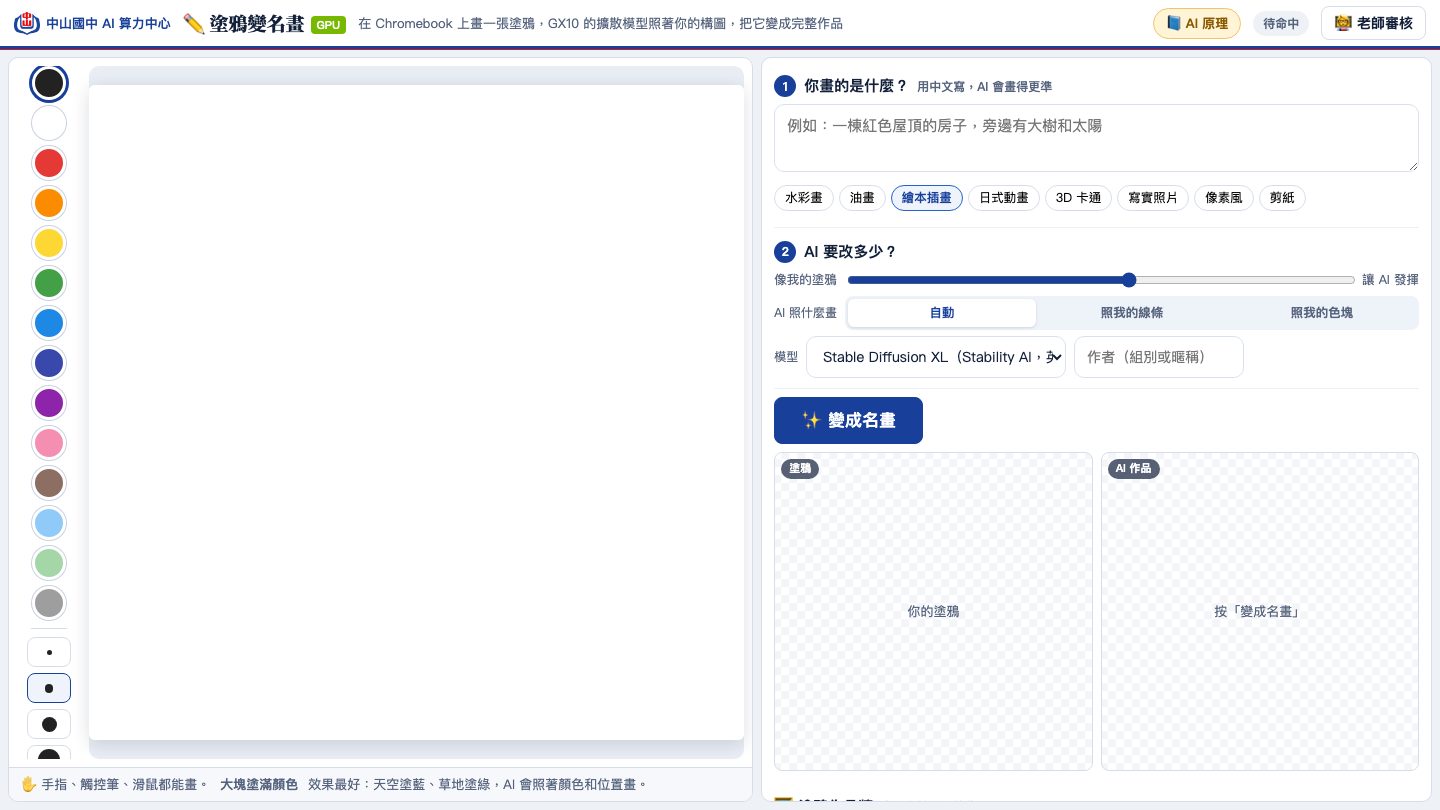 中山國中 AI 算力中心
塗鴉變名畫 GPU
在 Chromebook 上畫一張塗鴉，GX10 的擴散模型照著你的構圖，把它變成完整作品
AI 原理
待命中
老師審核
1 你畫的是什麼？ 用中文寫，AI 會畫得更準
例如：一棟紅色屋頂的房子，旁邊有大樹和太陽
水彩畫 油畫 繪本插畫 日式動畫 3D 卡通 寫實照片 像素風 剪紙
2 AI 要改多少？
像我的塗鴉 讓 AI 發揮
AI 照什麼畫 自動 照我的線條 照我的色塊
模型 Stable Diffusion XL（Stability AI， 作者（組別或暱稱）
變成名畫
塗鴉 AI 作品
你的塗鴉 按「變成名畫」
手指、觸控筆、滑鼠都能畫。 大塊塗滿顏色 效果最好：天空塗藍、草地塗綠，AI 會照著顏色和位置畫。